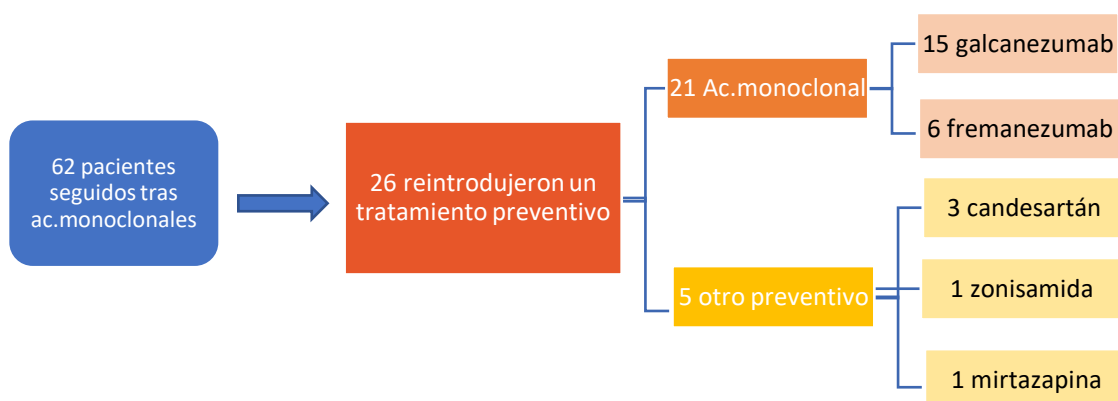 62 pacientes
seguidos tras
ac.monoclonales
26 reintrodujeron un
tratamiento preventivo
21 Ac.monoclonal
15 galcanezumab
6 fremanezumab
5 otro preventivo
3 candesartán
1 zonisamida
1 mirtazapina